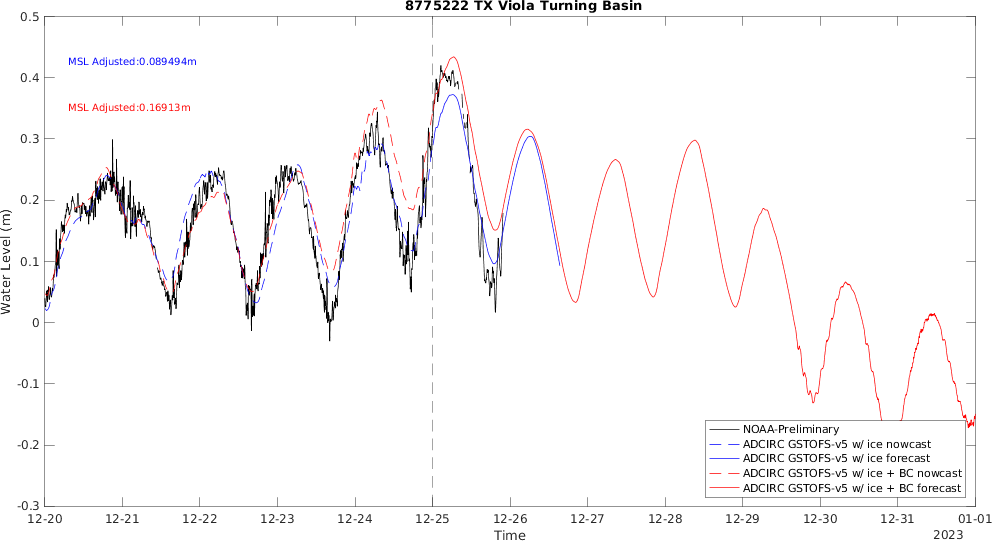 8775222 TX Viola Turning Basin
MSL Adjusted:0.089494m
MSL Adjusted:0.16913m
Water Level (m)
0.5
0.4
0.3
0.2
0.1
0
-0.1
-0.2
-0.3
NOAA-Preliminary
ADCIRC GSTOFS-v5 w/ ice nowcast
ADCIRC GSTOFS-v5 w/ ice forecast
ADCIRC GSTOFS-v5 w/ ice + BC nowcast
ADCIRC GSTOFS-v5 w/ ice + BC forecast
12-20 12-21 12-22 12-23 12-24 12-25 12-26 12-27 12-28 12-29 12-30 12-31 01-01
Time
2023